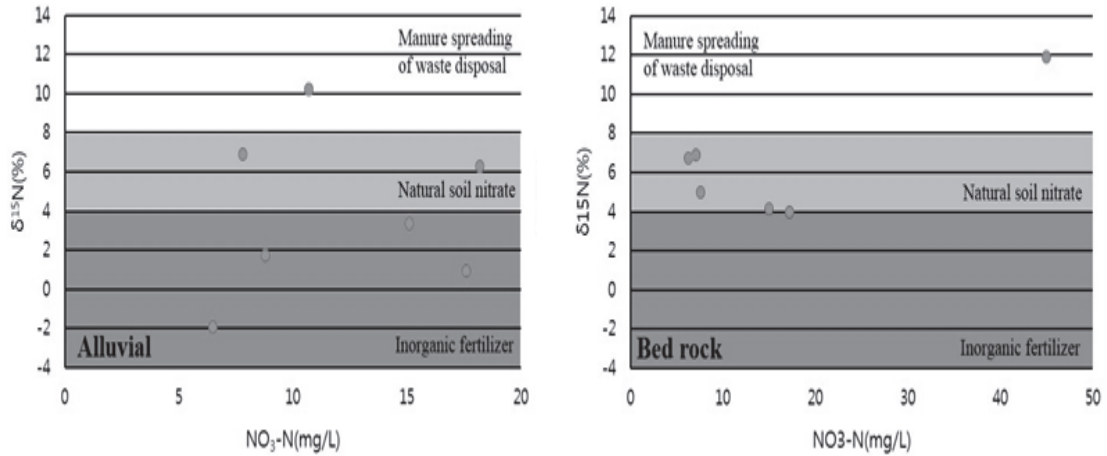 14
12
10
8
6
4
2
0
-2
-4
δ¹⁵N(%)
Manure spreading
of waste disposal
Natural soil nitrate
Alluvial
Inorganic fertilizer
0
5
10
15
20
NO₃-N(mg/L)
14
12
10
8
6
4
2
0
-2
-4
δ15N(%)
Manure spreading
of waste disposal
Natural soil nitrate
Bed rock
Inorganic fertilizer
0
10
20
30
40
50
NO3-N(mg/L)